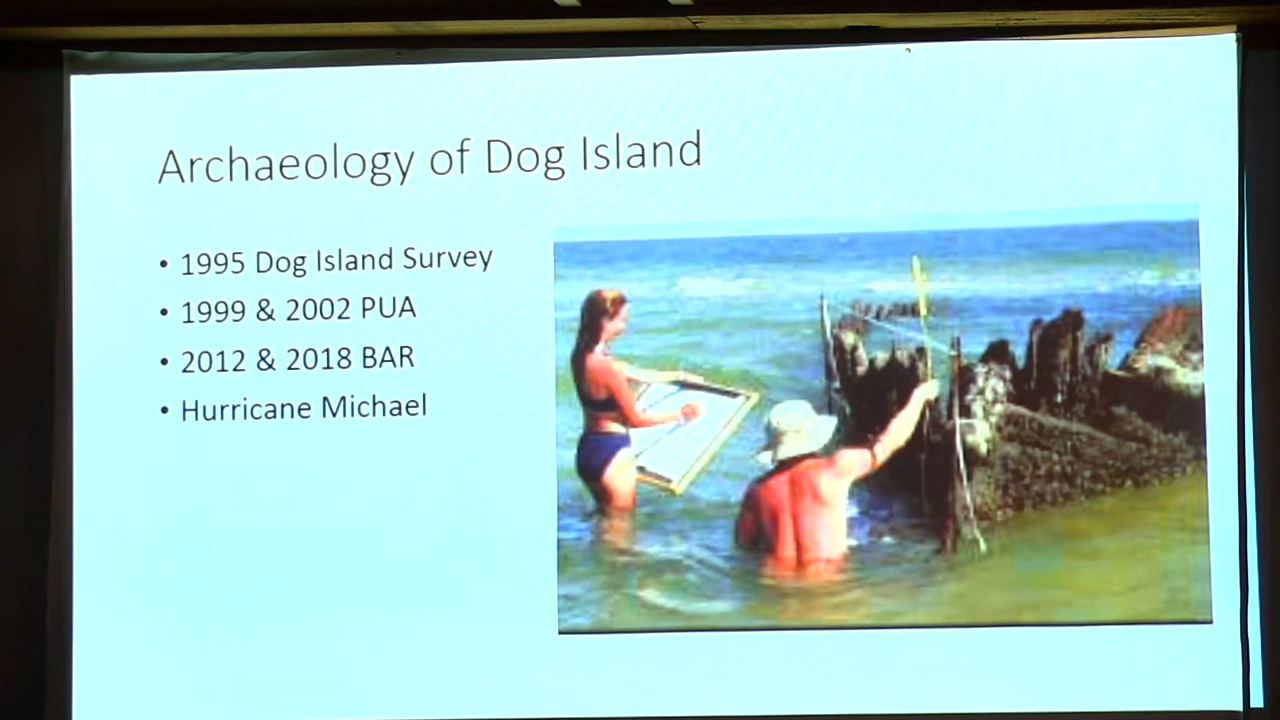 Archaeology of Dog Island
• 1995 Dog Island Survey
• 1999 & 2002 PUA
• 2012 & 2018 BAR
• Hurricane Michael